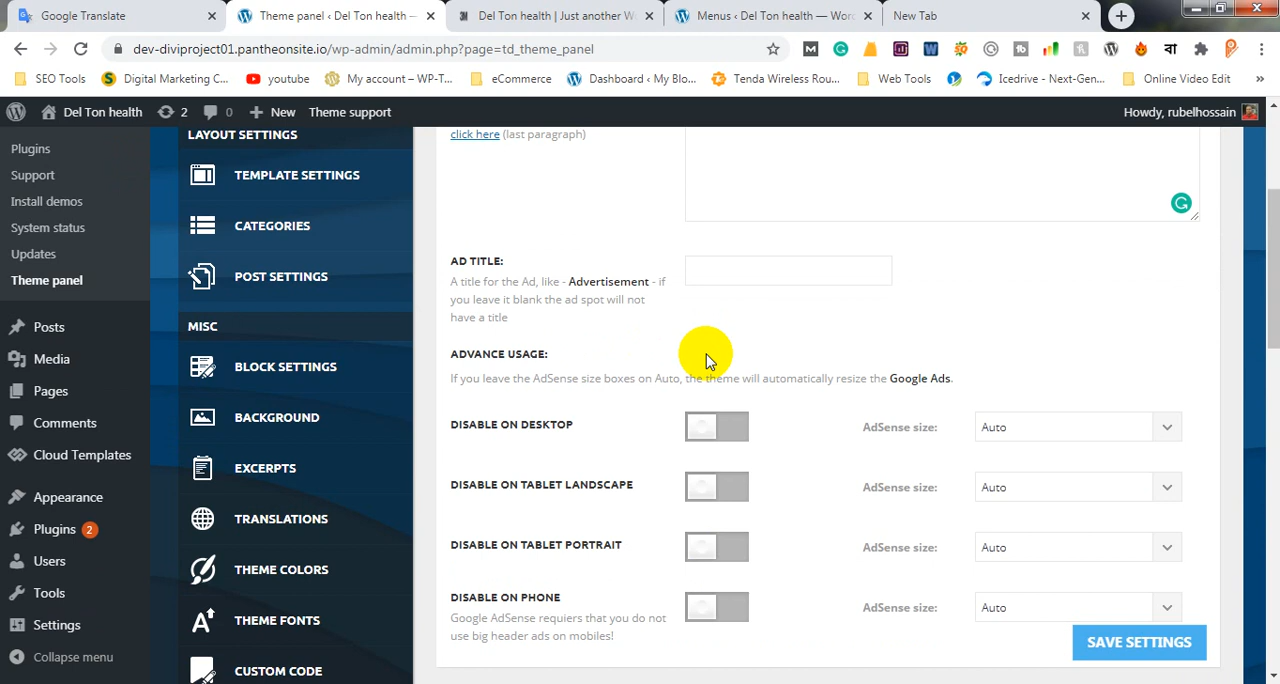 Google Translate
Theme panel ‹ Del Ton health —
Del Ton health | Just another W
Menus ‹ Del Ton health — Wor
New Tab
dev-diviproject01.pantheonsite.io/wp-admin/admin.php?page=td_theme_panel
SEO Tools
Digital Marketing C...
youtube
My account – WP-T...
eCommerce
Dashboard ‹ My Blo...
Tenda Wireless Rou...
Web Tools
Icedrive - Next-Gen...
Online Video Edit
»
Del Ton health
2
0
New
Theme support
Howdy, rubelhossain
Plugins
Support
Install demos
System status
Updates
Theme panel
Posts
Media
Pages
Comments
Cloud Templates
Appearance
Plugins 2
Users
Tools
Settings
Collapse menu
LAYOUT SETTINGS
TEMPLATE SETTINGS
CATEGORIES
POST SETTINGS
MISC
BLOCK SETTINGS
BACKGROUND
EXCERPTS
TRANSLATIONS
THEME COLORS
THEME FONTS
CUSTOM CODE
click here (last paragraph)
AD TITLE:
A title for the Ad, like - Advertisement - if
you leave it blank the ad spot will not
have a title
ADVANCE USAGE:
If you leave the AdSense size boxes on Auto, the theme will automatically resize the Google Ads.
DISABLE ON DESKTOP
AdSense size:
Auto
DISABLE ON TABLET LANDSCAPE
AdSense size:
Auto
DISABLE ON TABLET PORTRAIT
AdSense size:
Auto
DISABLE ON PHONE
Google AdSense requiers that you do not
use big header ads on mobiles!
AdSense size:
Auto
SAVE SETTINGS